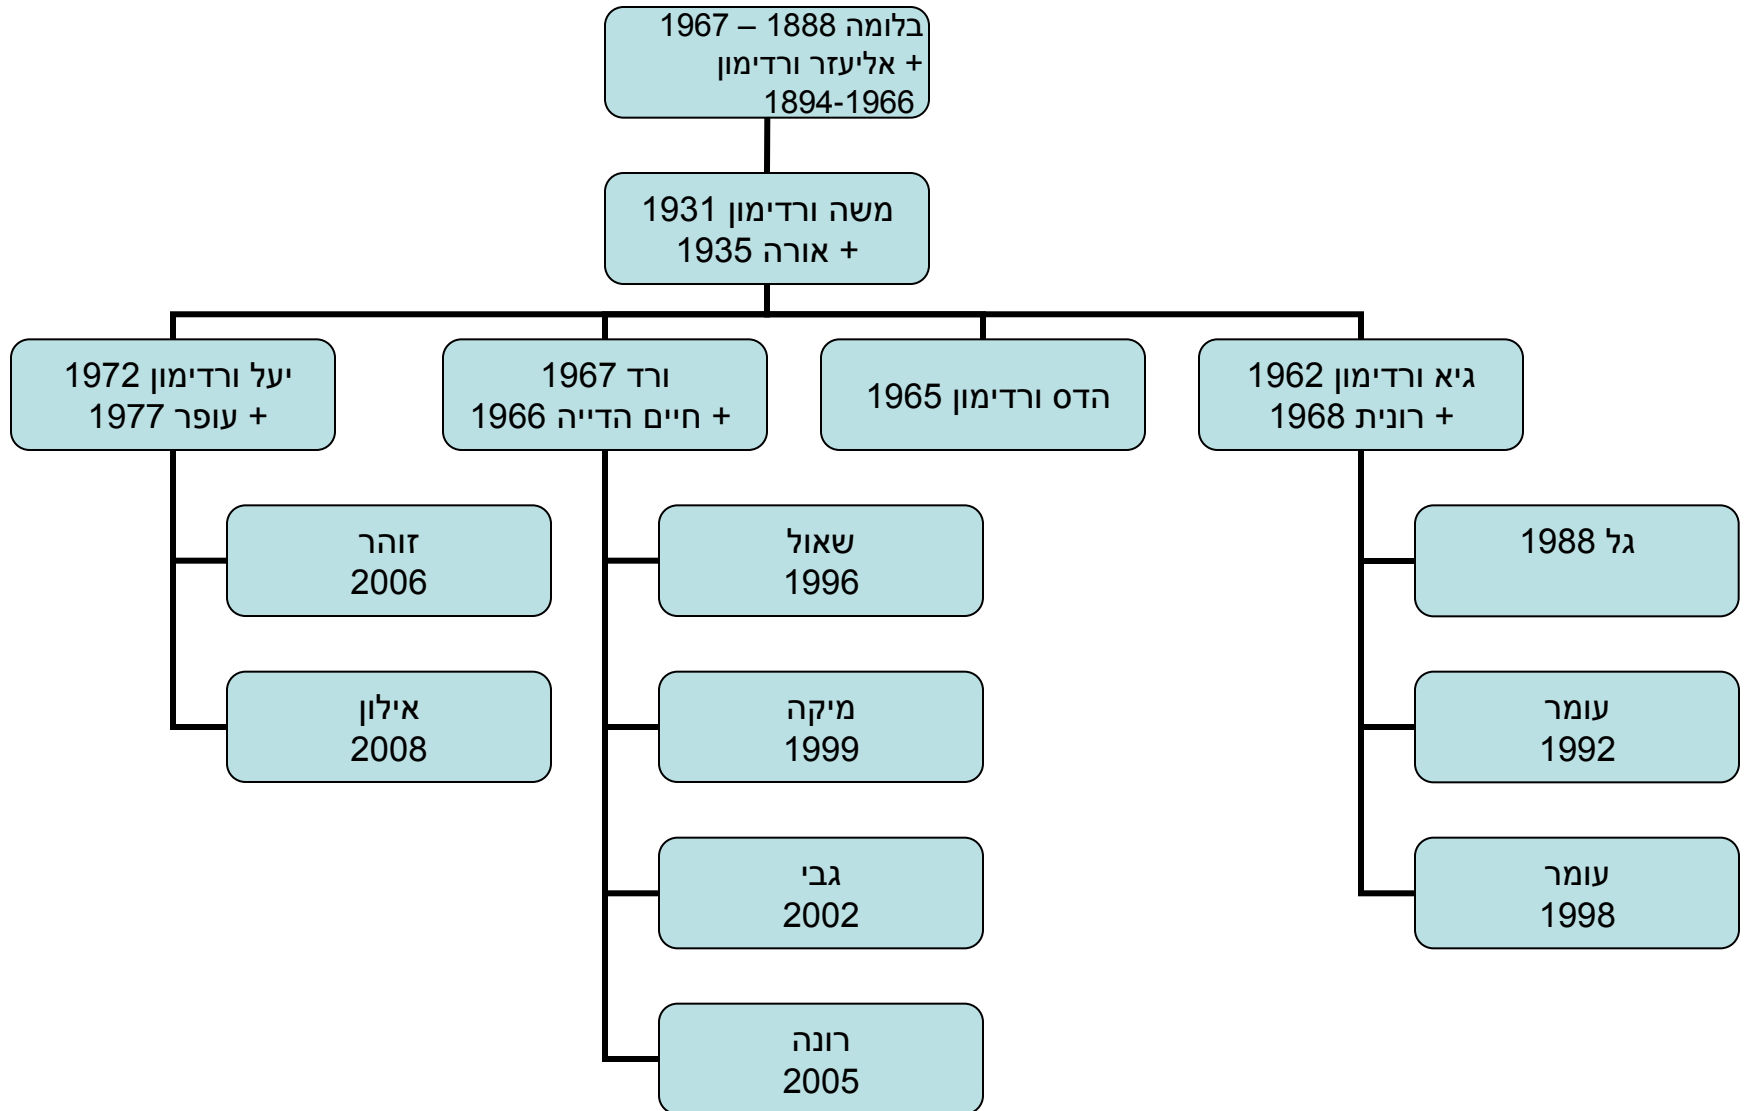 בלומה 1888 – 1967
+ אליעזר ורדימון
1894-1966
משה ורדימון 1931
+ אורה 1935
גיא ורדימון 1962
+ רונית 1968
הדס ורדימון 1965
ורד 1967
+ חיים הדייה 1966
יעל ורדימון 1972
+ עופר 1977
גל 1988
עומר
1992
עומר
1998
שאול
1996
מיקה
1999
גבי
2002
רונה
2005
זוהר
2006
אילון
2008